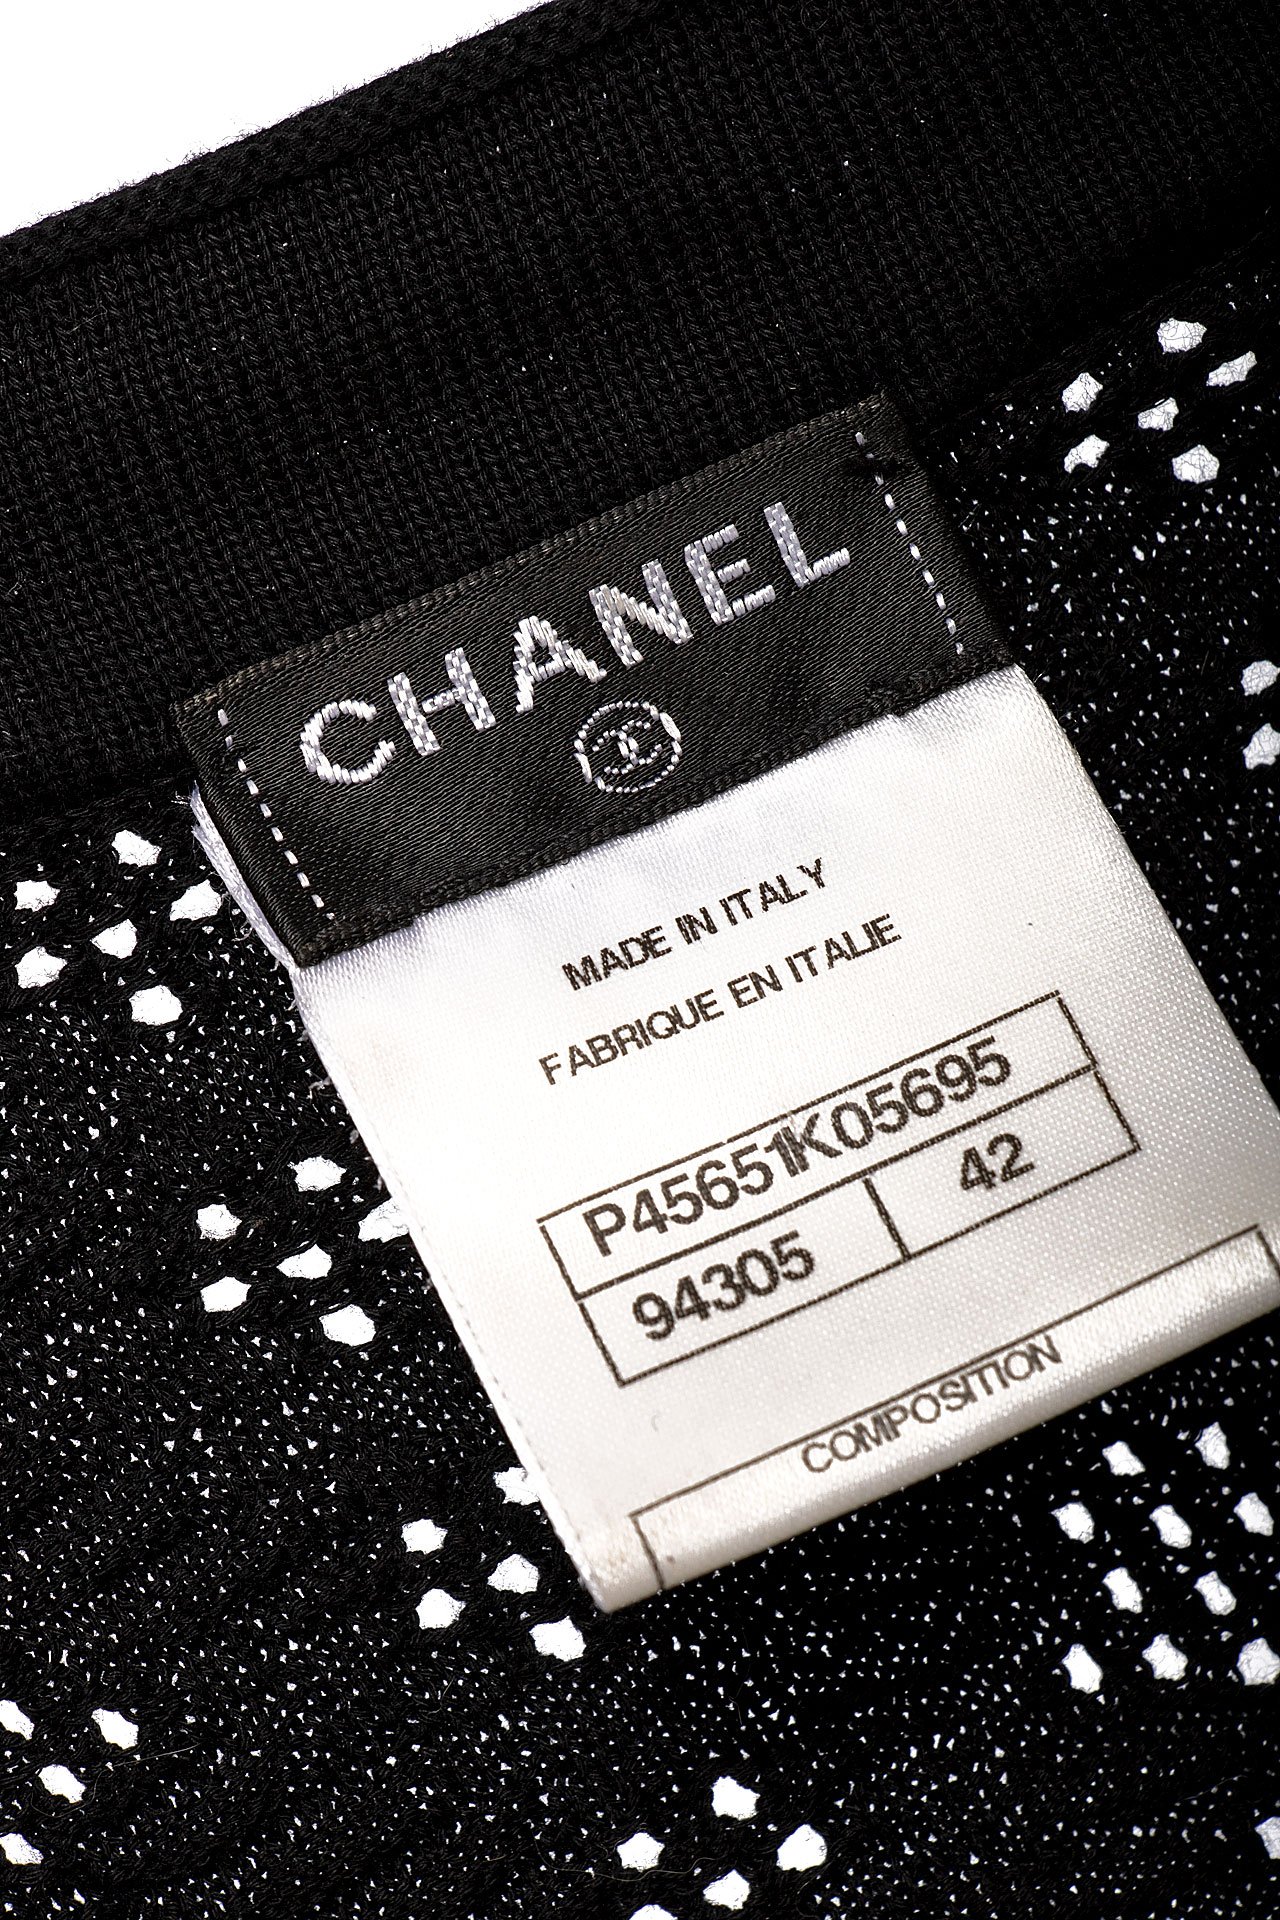 CHANEL
MADE IN ITALY
FABRIQUE EN ITALIE
P45651K05695
94305 42
COMPOSITION